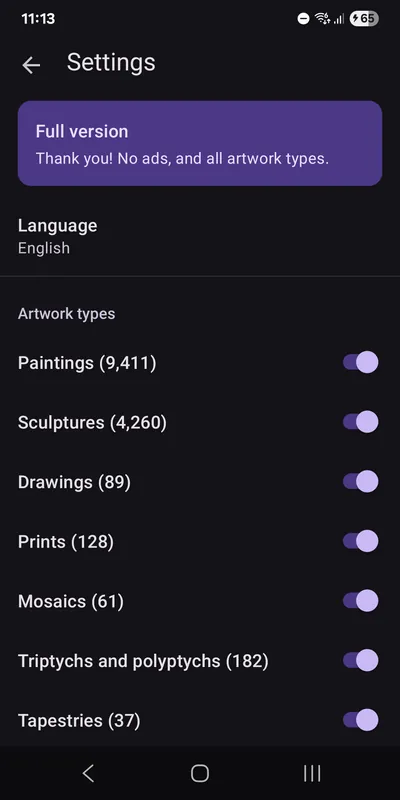 11:13
65
Settings
Full version
Thank you! No ads, and all artwork types.
Language
English
Artwork types
Paintings (9,411)
Sculptures (4,260)
Drawings (89)
Prints (128)
Mosaics (61)
Triptychs and polyptychs (182)
Tapestries (37)